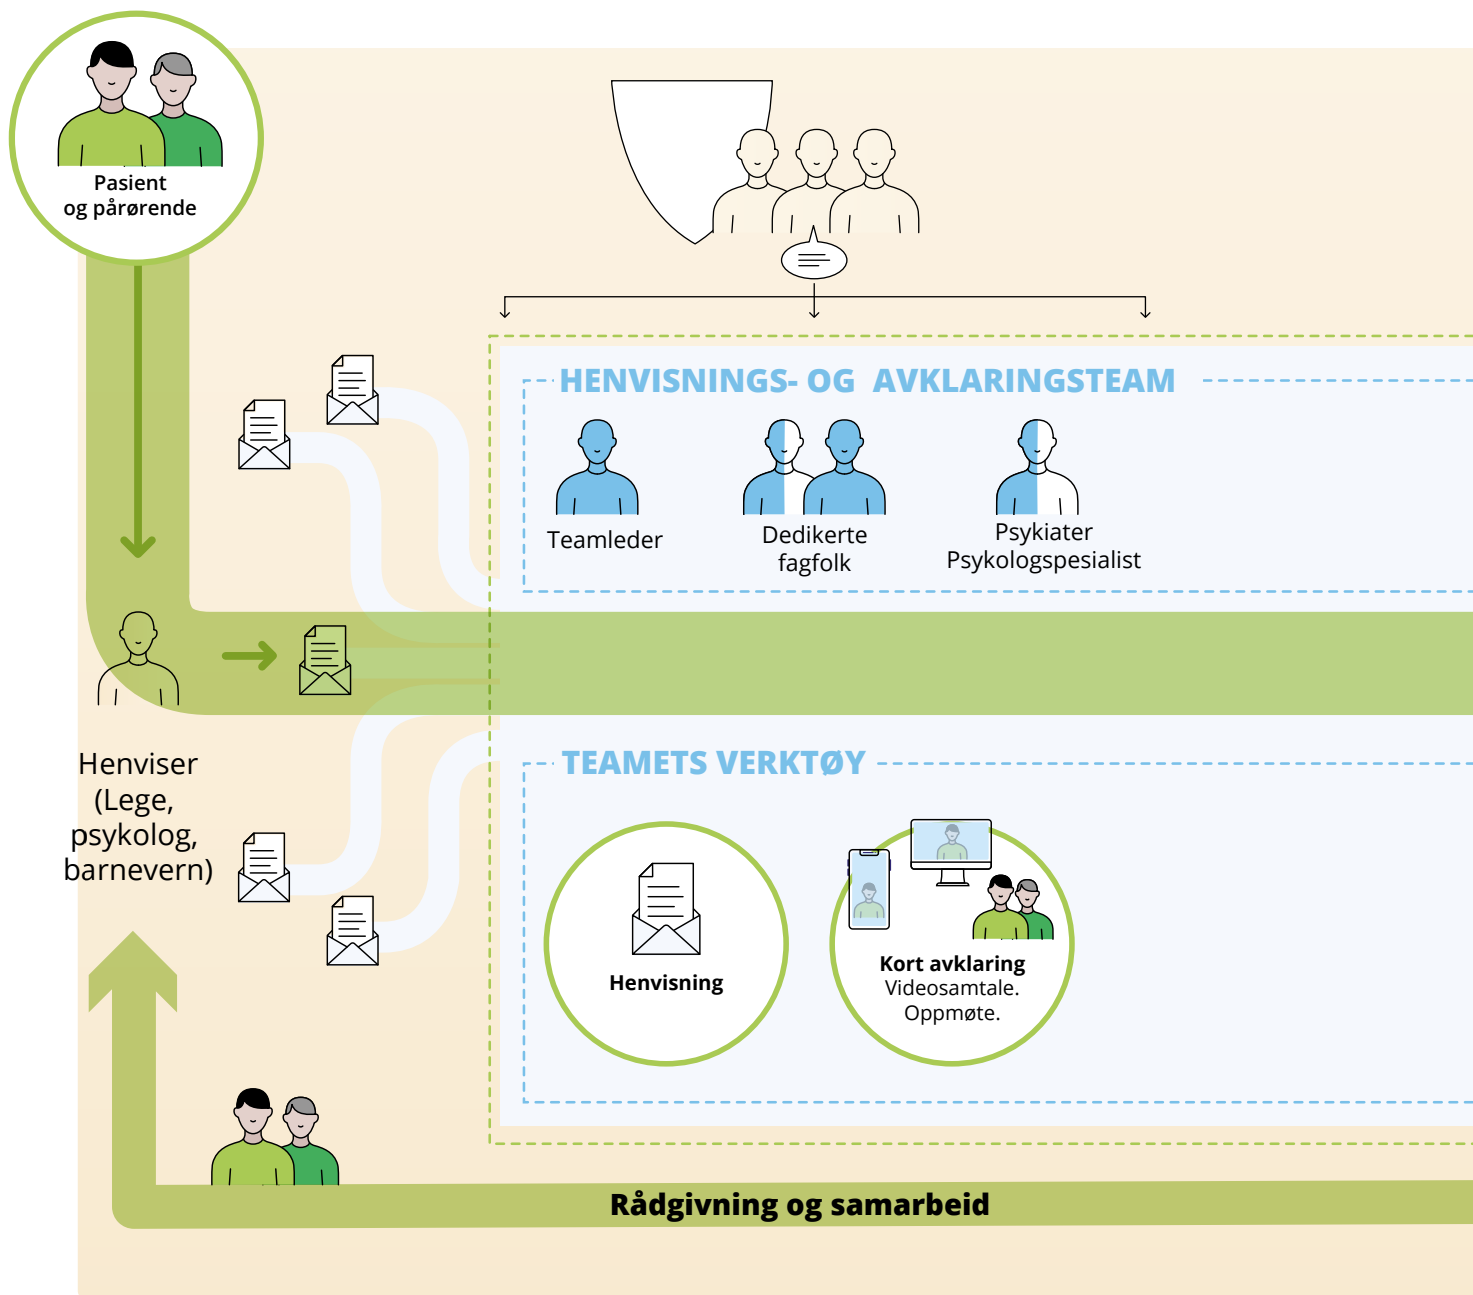 Pasient
og pårørende
HENVISNINGS- OG AVKLARINGSTEAM
Teamleder
Dedikerte
fagfolk
Psykiater
Psykologspesialist
Henviser
(Lege,
psykolog,
barnevern)
TEAMETS VERKTØY
Henvisning
Kort avklaring
Videosamtale.
Oppmøte.
Rådgivning og samarbeid